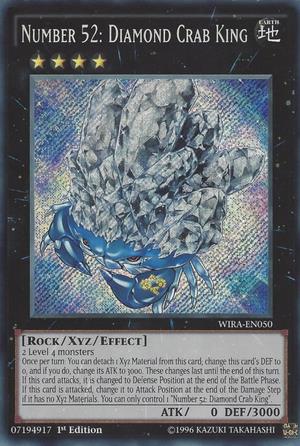 NUMBER 52: DIAMOND CRAB KING
EARTH
地
52
WIRA-EN050
[ROCK/XYZ/EFFECT]
2 Level 4 monsters
Once per turn: You can detach 1 Xyz Material from this card, change this card's DEF to
0, and if you do, change its ATK to 3000. These changes last until the end of this turn.
If this card attacks, it is changed to Defense Position at the end of the Battle Phase.
If this card is attacked, change it to Attack Position at the end of the Damage Step
if it has no Xyz Materials. You can only control 1 "Number 52: Diamond Crab King".
ATK/ 0 DEF/3000
07194917 1st Edition ©1996 KAZUKI TAKAHASHI